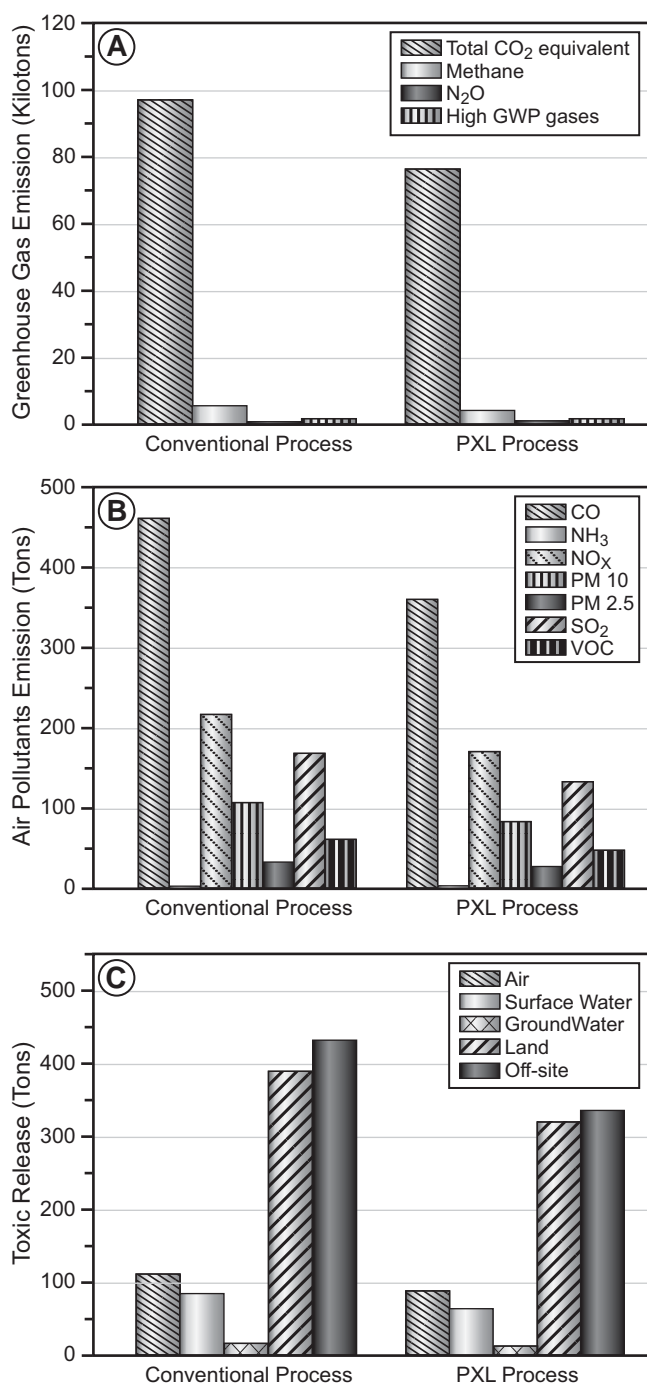 A
Greenhouse Gas Emission (Kilotons)
120
100
80
60
40
20
0
Total CO₂ equivalent
Methane
N₂O
High GWP gases
Conventional Process
PXL Process
B
Air Pollutants Emission (Tons)
500
400
300
200
100
0
CO
NH₃
NOₓ
PM 10
PM 2.5
SO₂
VOC
Conventional Process
PXL Process
C
Toxic Release (Tons)
500
400
300
200
100
0
Air
Surface Water
GroundWater
Land
Off-site
Conventional Process
PXL Process